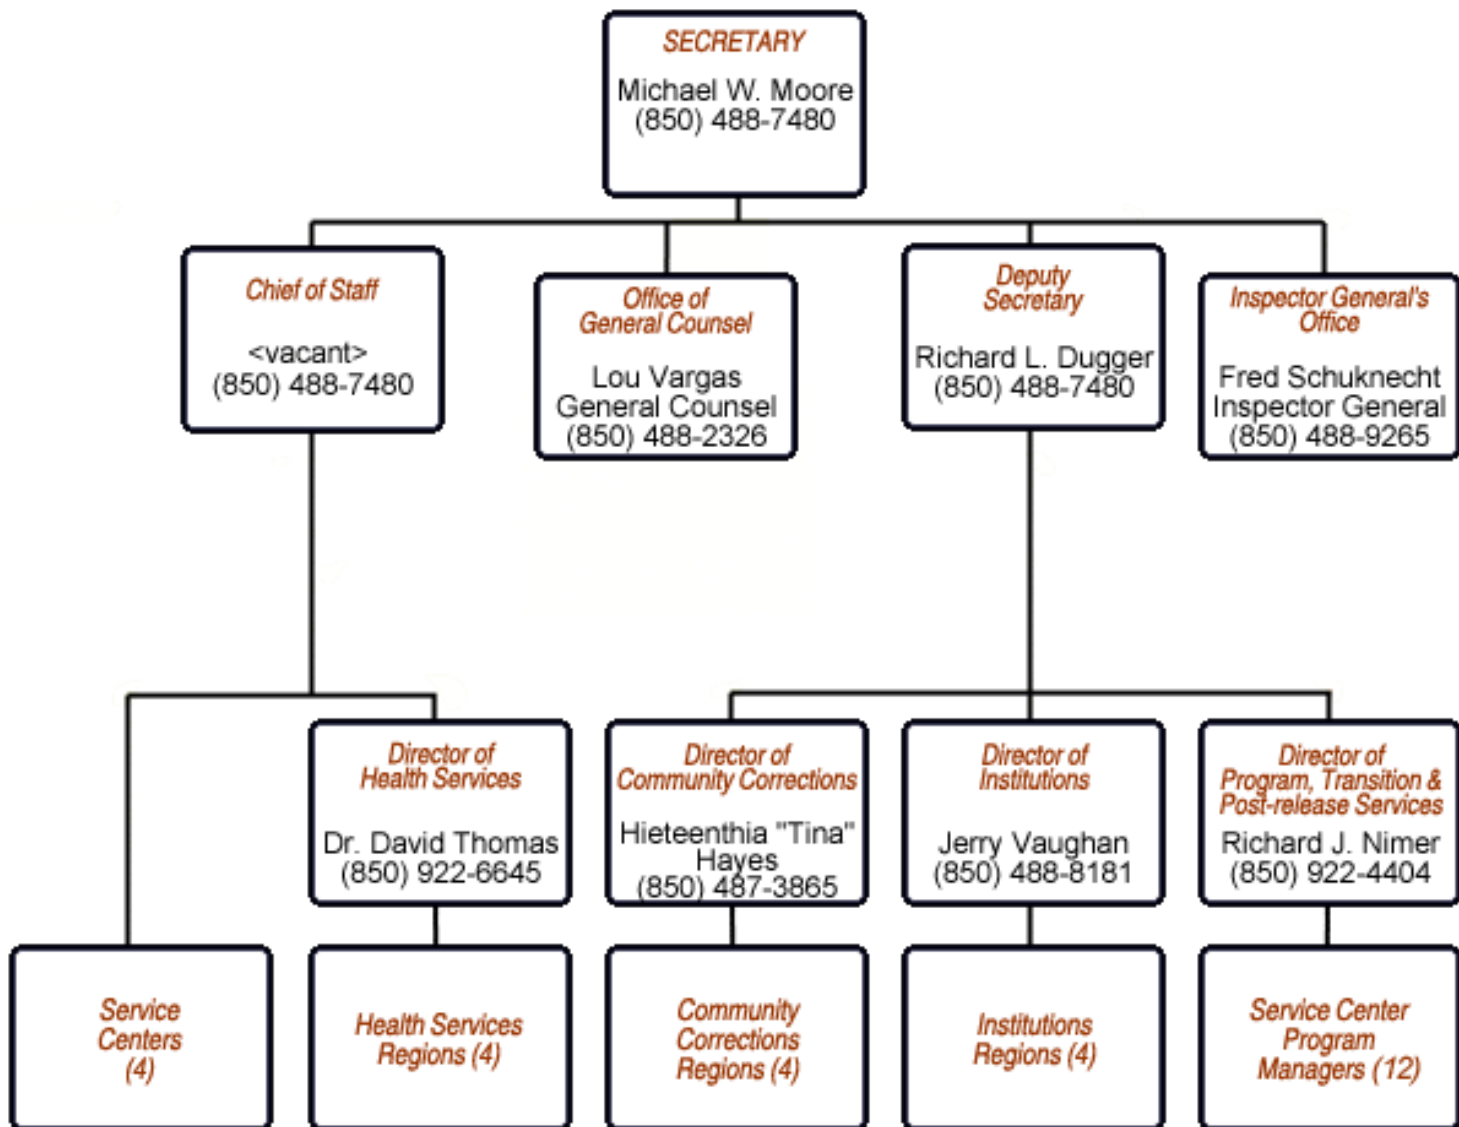 SECRETARY
Michael W. Moore
(850) 488-7480
Chief of Staff
<vacant>
(850) 488-7480
Office of
General Counsel
Lou Vargas
General Counsel
(850) 488-2326
Deputy
Secretary
Richard L. Dugger
(850) 488-7480
Inspector General's
Office
Fred Schuknecht
Inspector General
(850) 488-9265
Director of
Health Services
Dr. David Thomas
(850) 922-6645
Director of
Community Corrections
Hieteenthia "Tina"
Hayes
(850) 487-3865
Director of
Institutions
Jerry Vaughan
(850) 488-8181
Director of
Program, Transition &
Post-release Services
Richard J. Nimer
(850) 922-4404
Service
Centers
(4)
Health Services
Regions (4)
Community
Corrections
Regions (4)
Institutions
Regions (4)
Service Center
Program
Managers (12)